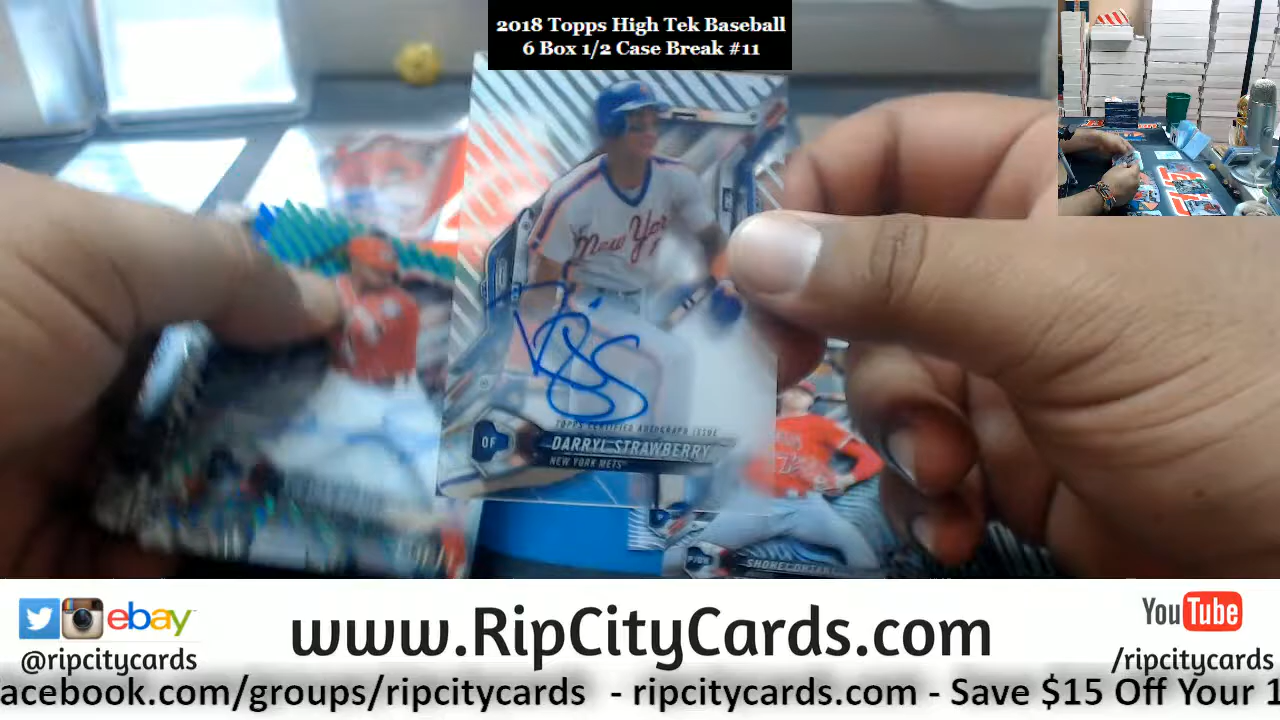 2018 Topps High Tek Baseball
6 Box 1/2 Case Break #11
New Yor
TOPPS CERTIFIED AUTOGRAPH ISSUE
OF
DARRYL STRAWBERRY
NEW YORK METS
SHOHEI OHTANI
ebay
@ripcitycards
www.RipCityCards.com
YouTube
/ripcitycards
acebook.com/groups/ripcitycards - ripcitycards.com - Save $15 Off Your 1